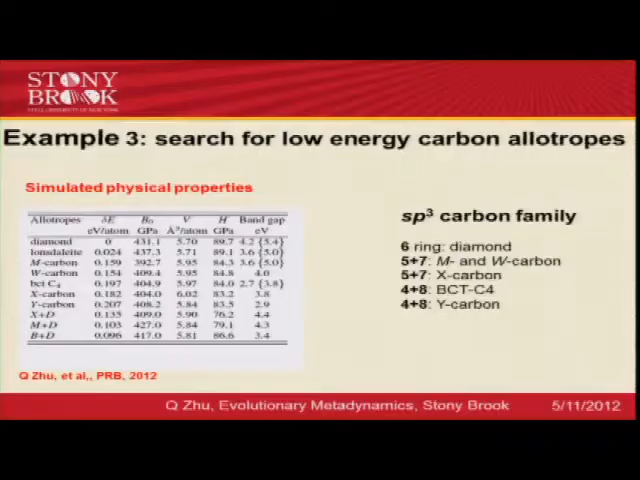 STONY
BROOK
STATE UNIVERSITY OF NEW YORK
Example 3: search for low energy carbon allotropes
Simulated physical properties
Allotropes δE B₀ V H Band gap
eV/atom GPa Å³/atom GPa eV
diamond 0 431.1 5.70 89.7 4.2 {5.4}
lonsdaleite 0.024 437.3 5.71 89.1 3.6 {5.0}
M-carbon 0.159 392.7 5.95 84.3 3.6 {5.0}
W-carbon 0.154 409.4 5.95 84.8 4.0
bct C₄ 0.197 404.9 5.97 84.0 2.7 {3.8}
X-carbon 0.182 404.0 6.02 83.2 3.8
Y-carbon 0.207 408.2 5.84 83.5 2.9
X+D 0.135 409.0 5.90 76.2 4.4
M+D 0.103 427.0 5.84 79.1 4.3
B+D 0.096 417.0 5.81 86.6 3.4
Q Zhu, et al,, PRB, 2012
sp³ carbon family
6 ring: diamond
5+7: M- and W-carbon
5+7: X-carbon
4+8: BCT-C4
4+8: Y-carbon
Q Zhu, Evolutionary Metadynamics, Stony Brook 5/11/2012